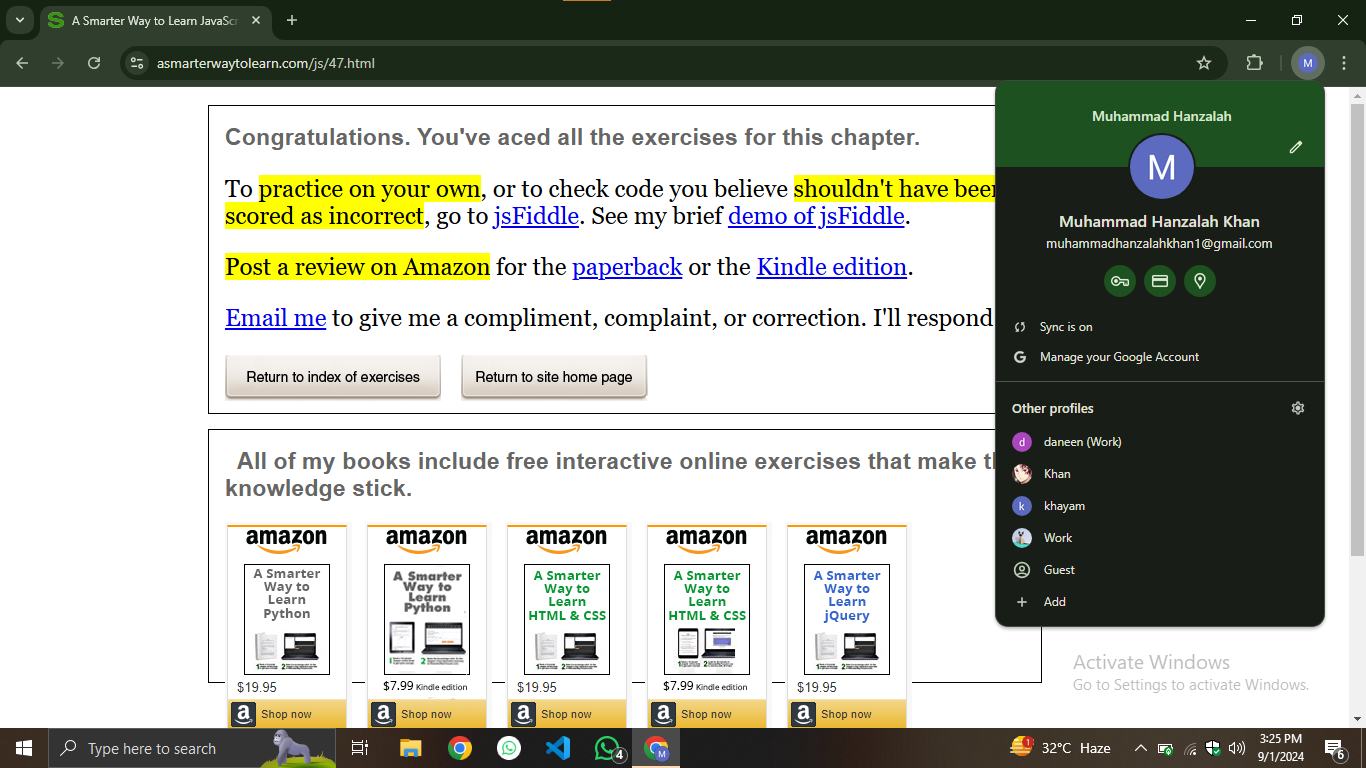 A Smarter Way to Learn JavaScr
asmarterwaytolearn.com/js/47.html
M
Congratulations. You've aced all the exercises for this chapter.
To practice on your own, or to check code you believe shouldn't have been
scored as incorrect, go to jsFiddle. See my brief demo of jsFiddle.
Post a review on Amazon for the paperback or the Kindle edition.
Email me to give me a compliment, complaint, or correction. I'll respond
Return to index of exercises
Return to site home page
All of my books include free interactive online exercises that make th
knowledge stick.
amazon
A Smarter
Way to
Learn
Python
$19.95
Shop now
amazon
A Smarter
Way to
Learn
Python
$7.99 Kindle edition
Shop now
amazon
A Smarter
Way to
Learn
HTML & CSS
$19.95
Shop now
amazon
A Smarter
Way to
Learn
HTML & CSS
$7.99 Kindle edition
Shop now
amazon
A Smarter
Way to
Learn
jQuery
$19.95
Shop now
Muhammad Hanzalah
M
Muhammad Hanzalah Khan
muhammadhanzalahkhan1@gmail.com
Sync is on
Manage your Google Account
Other profiles
d daneen (Work)
Khan
k khayam
Work
Guest
Add
Activate Windows
Go to Settings to activate Windows.
Type here to search
4
M
1
32°C Haze
3:25 PM
9/1/2024
6